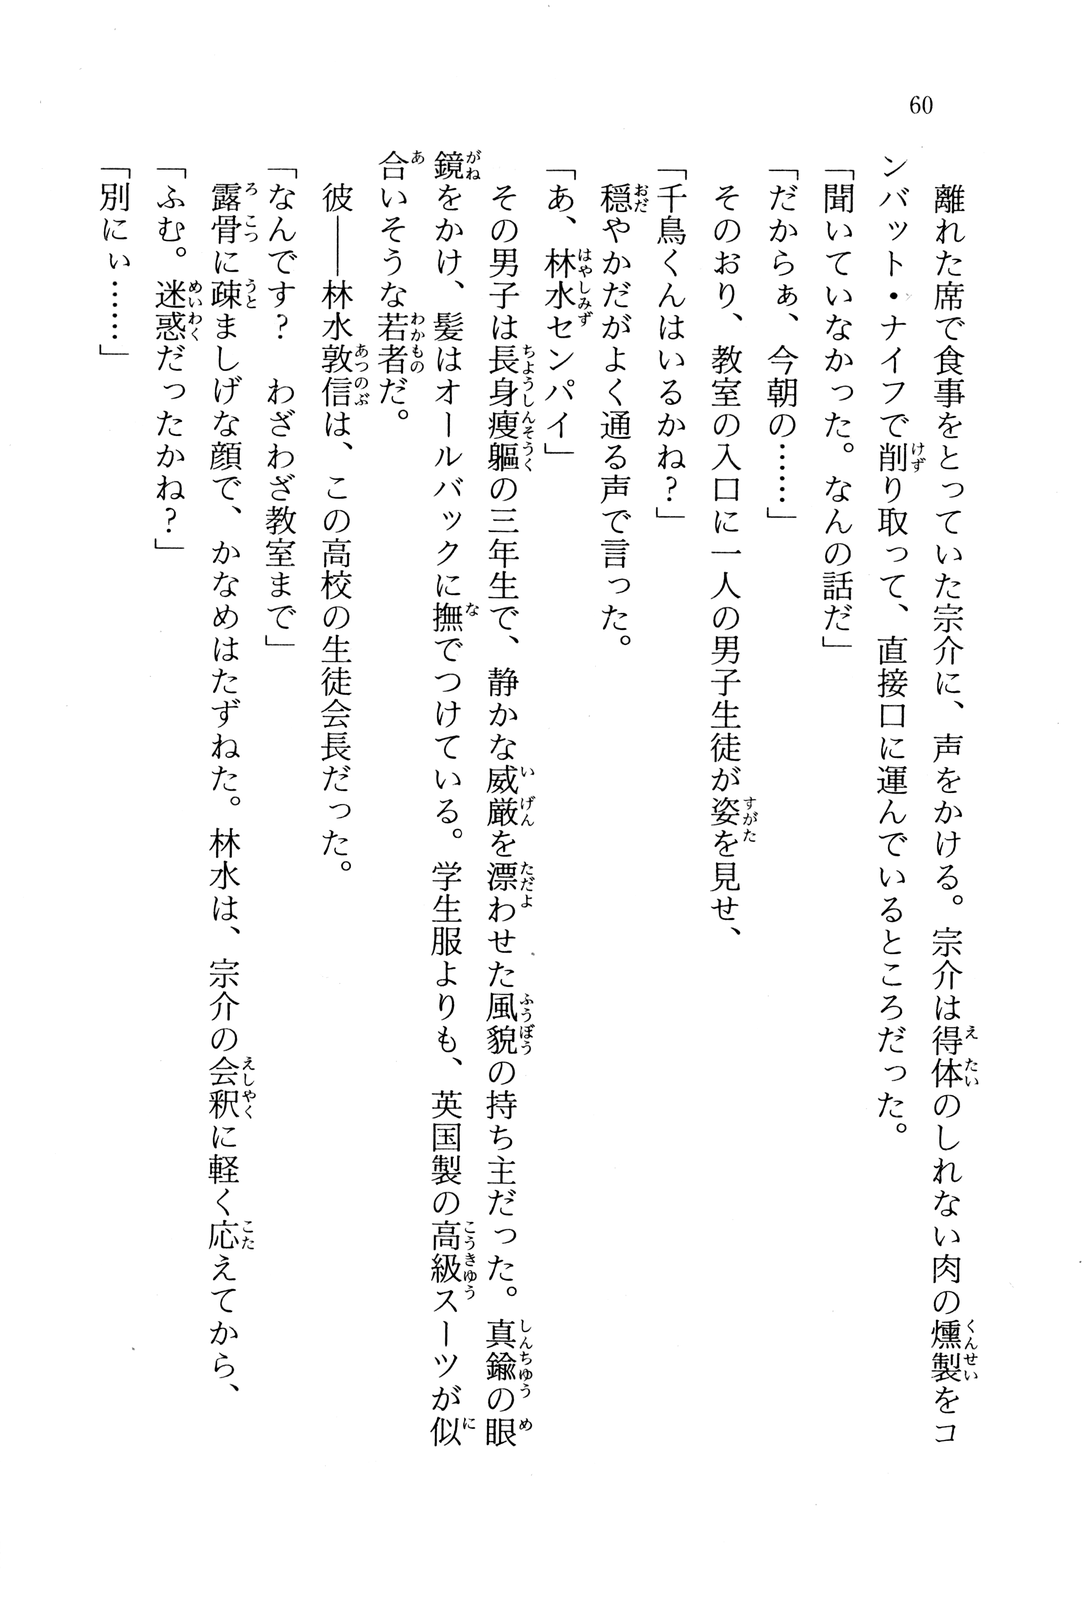 60
離れた席で食事をとっていた宗介に、声をかける。宗介は得体のしれない肉の燻製をコ
ンバット・ナイフで削り取って、直接口に運んでいるところだった。
「聞いていなかった。なんの話だ」
「だからぁ、今朝の……」
そのおり、教室の入口に一人の男子生徒が姿を見せ、
「千鳥くんはいるかね?」
穏やかだがよく通る声で言った。
「あ、林水センパイ」
その男子は長身痩軀の三年生で、静かな威厳を漂わせた風貌の持ち主だった。真鍮の眼
鏡をかけ、髪はオールバックに撫でつけている。学生服よりも、英国製の高級スーツが似
合いそうな若者だ。
彼――林水敦信は、この高校の生徒会長だった。
「なんです?　わざわざ教室まで」
露骨に疎ましげな顔で、かなめはたずねた。林水は、宗介の会釈に軽く応えてから、
「ふむ。迷惑だったかね?」
「別にぃ……」